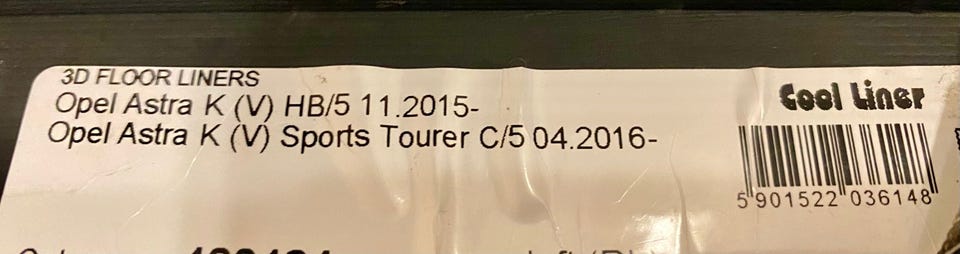 3D FLOOR LINERS
Opel Astra K (V) HB/5 11.2015-
Opel Astra K (V) Sports Tourer C/5 04.2016-
Cool Liner
5 901522 036148